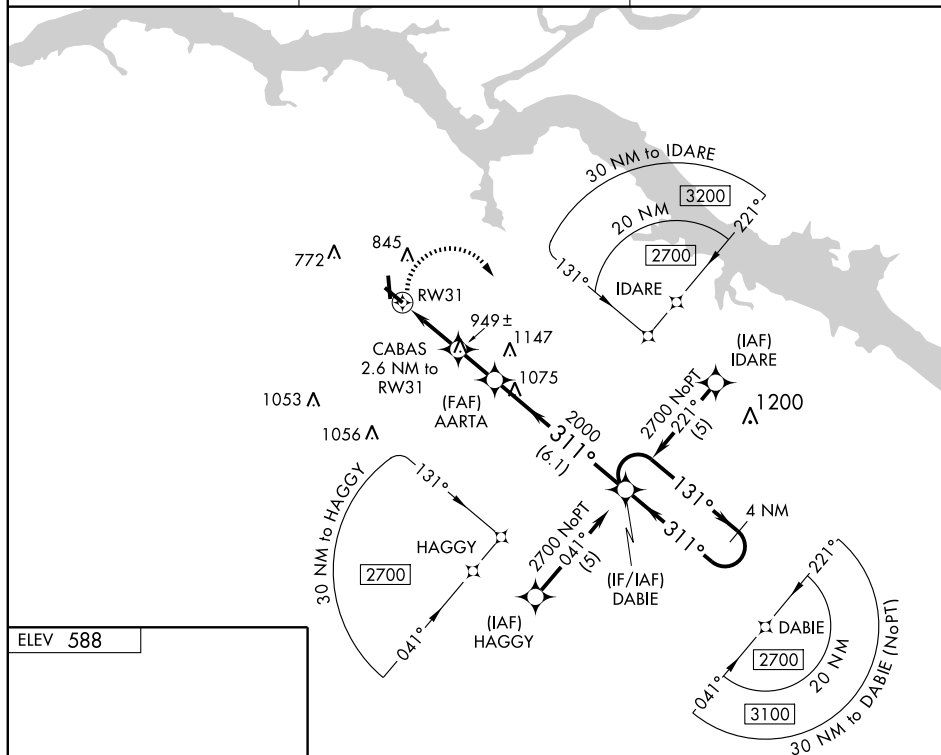 30 NM to IDARE
3200
20 NM
221°
2700
131°
IDARE
772
845
RW31
949 ±
CABAS
2.6 NM to
RW31
1147
1075
(FAF)
AARTA
(IAF)
IDARE
1053
1056
2000
311°
(6.1)
2700 NoPT
221°
(5)
1200
131°
30 NM to HAGGY
2700
HAGGY
041°
2700 NoPT
041°
(5)
(IAF)
HAGGY
131°
311°
4 NM
(IF/IAF)
DABIE
221°
DABIE
2700
20 NM
041°
3100
30 NM to DABIE (NoPT)
ELEV 588